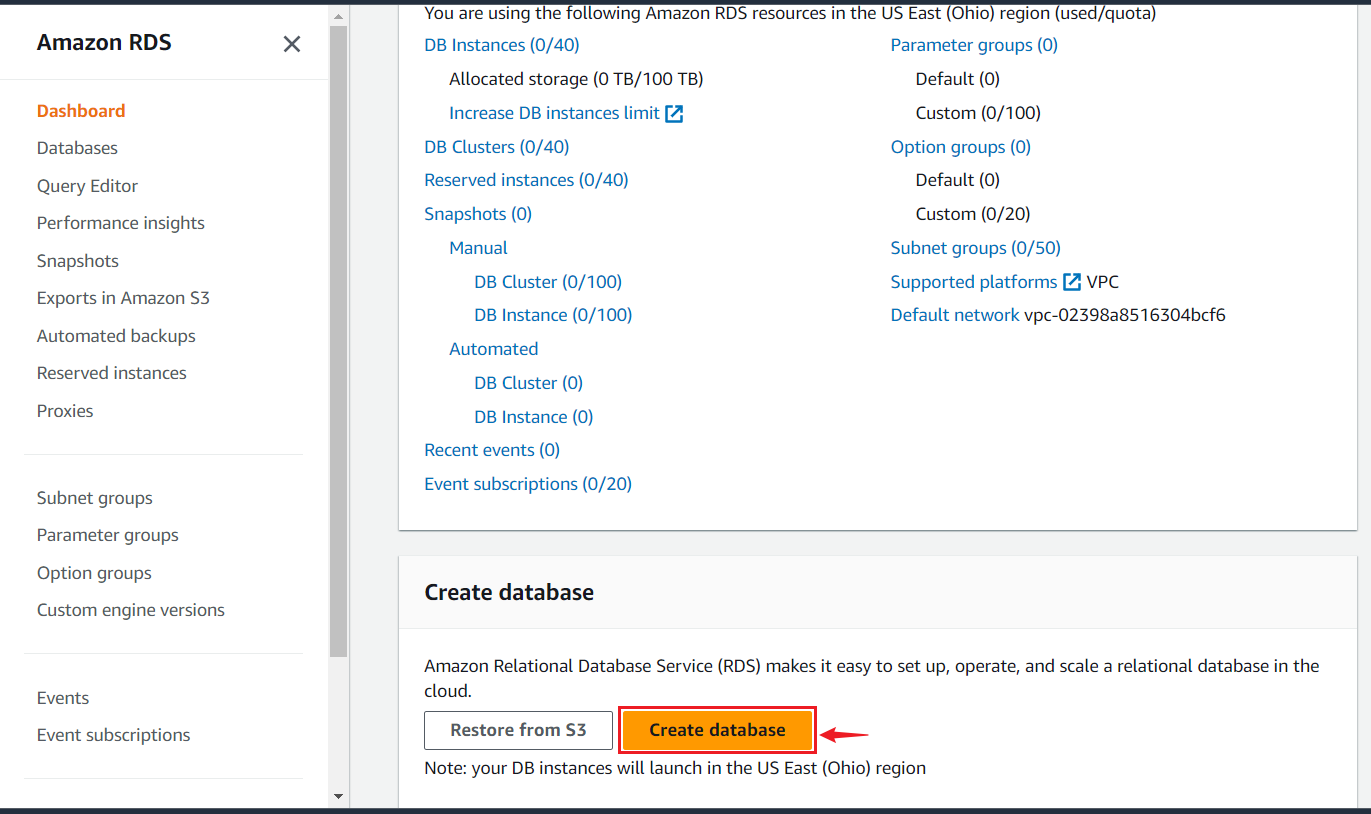 Amazon RDS
Dashboard
Databases
Query Editor
Performance insights
Snapshots
Exports in Amazon S3
Automated backups
Reserved instances
Proxies
Subnet groups
Parameter groups
Option groups
Custom engine versions
Events
Event subscriptions
You are using the following Amazon RDS resources in the US East (Ohio) region (used/quota)
DB Instances (0/40)
Allocated storage (0 TB/100 TB)
Increase DB instances limit
DB Clusters (0/40)
Reserved instances (0/40)
Snapshots (0)
Manual
DB Cluster (0/100)
DB Instance (0/100)
Automated
DB Cluster (0)
DB Instance (0)
Recent events (0)
Event subscriptions (0/20)
Parameter groups (0)
Default (0)
Custom (0/100)
Option groups (0)
Default (0)
Custom (0/20)
Subnet groups (0/50)
Supported platforms VPC
Default network vpc-02398a8516304bcf6
Create database
Amazon Relational Database Service (RDS) makes it easy to set up, operate, and scale a relational database in the
cloud.
Restore from S3 Create database
Note: your DB instances will launch in the US East (Ohio) region